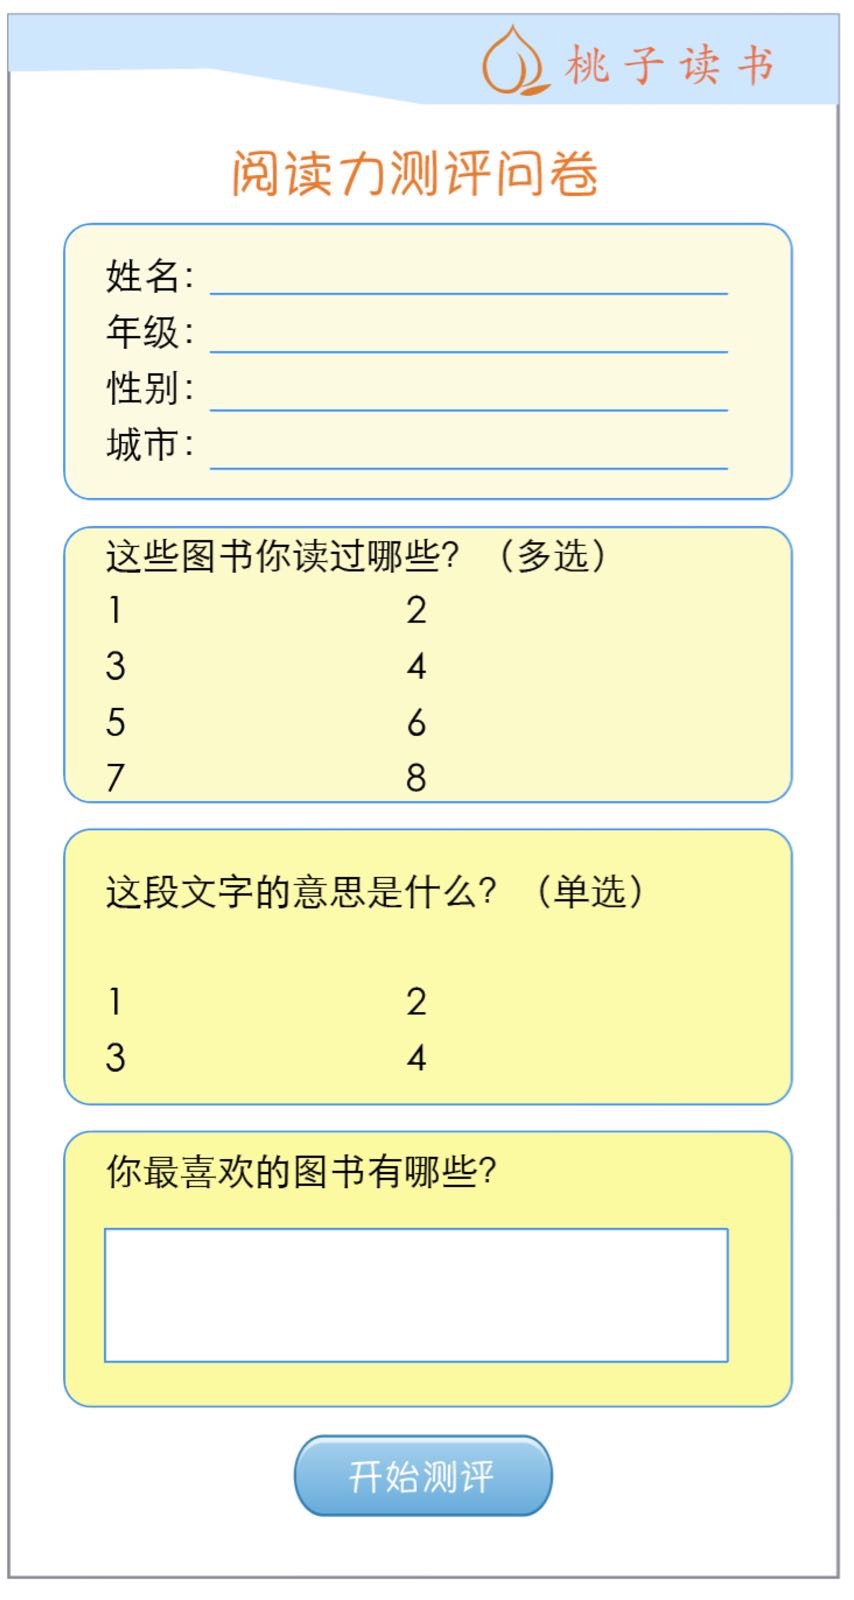 桃子读书
阅读力测评问卷
姓名：
年级：
性别：
城市：
这些图书你读过哪些？（多选）
1 2
3 4
5 6
7 8
这段文字的意思是什么？（单选）
1 2
3 4
你最喜欢的图书有哪些？
开始测评